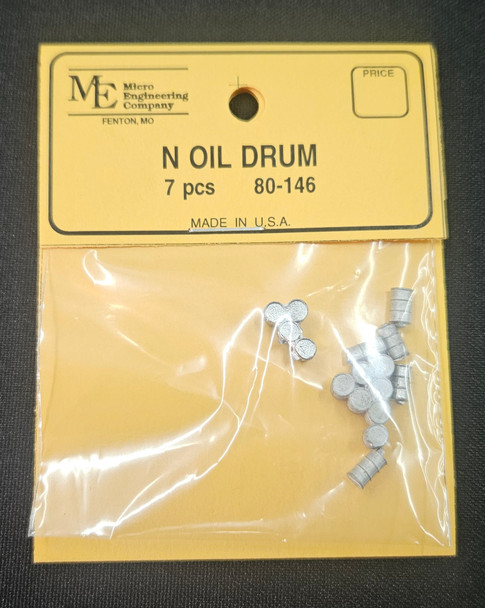 ME Micro
Engineering
Company
FENTON, MO
PRICE
N OIL DRUM
7 pcs 80-146
MADE IN U.S.A.